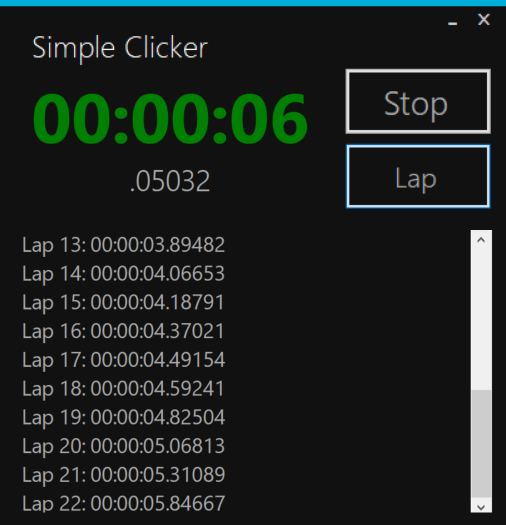 Simple Clicker
00:00:06
.05032
Stop
Lap
Lap 13: 00:00:03.89482
Lap 14: 00:00:04.06653
Lap 15: 00:00:04.18791
Lap 16: 00:00:04.37021
Lap 17: 00:00:04.49154
Lap 18: 00:00:04.59241
Lap 19: 00:00:04.82504
Lap 20: 00:00:05.06813
Lap 21: 00:00:05.31089
Lap 22: 00:00:05.84667